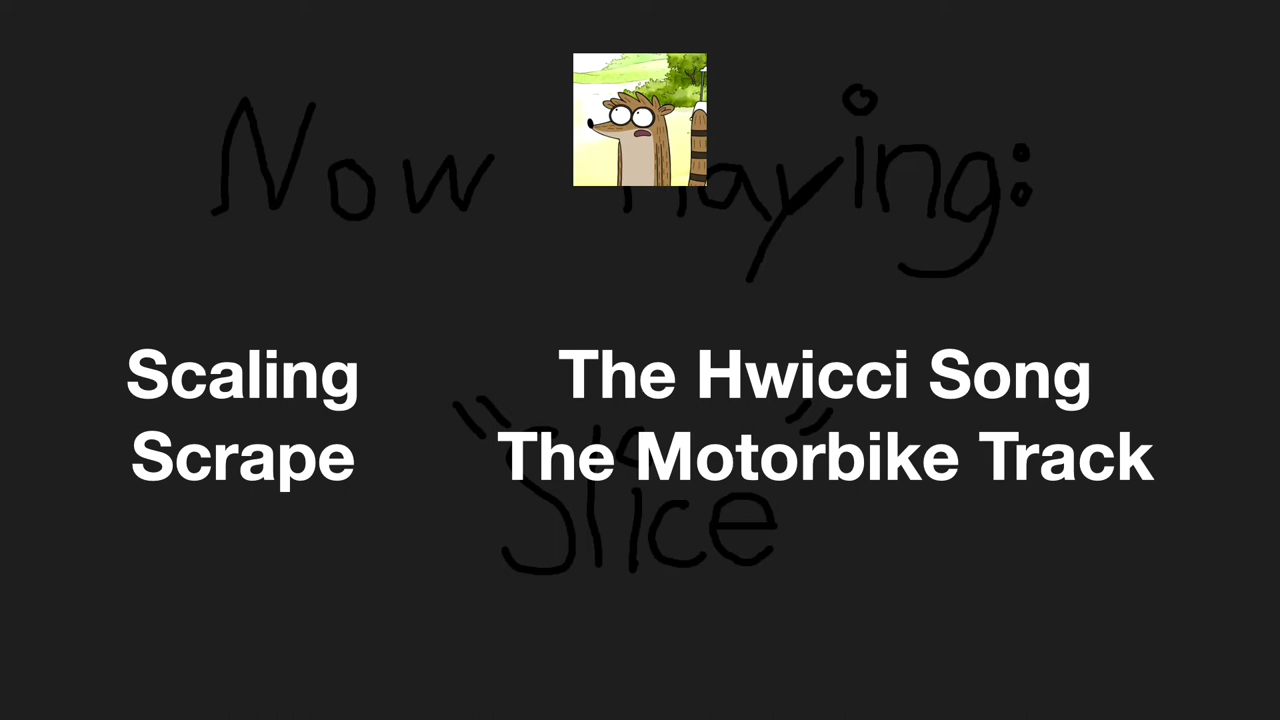 Now Playing:
Scaling The Hwicci Song
Scrape The Motorbike Track
"Slice"